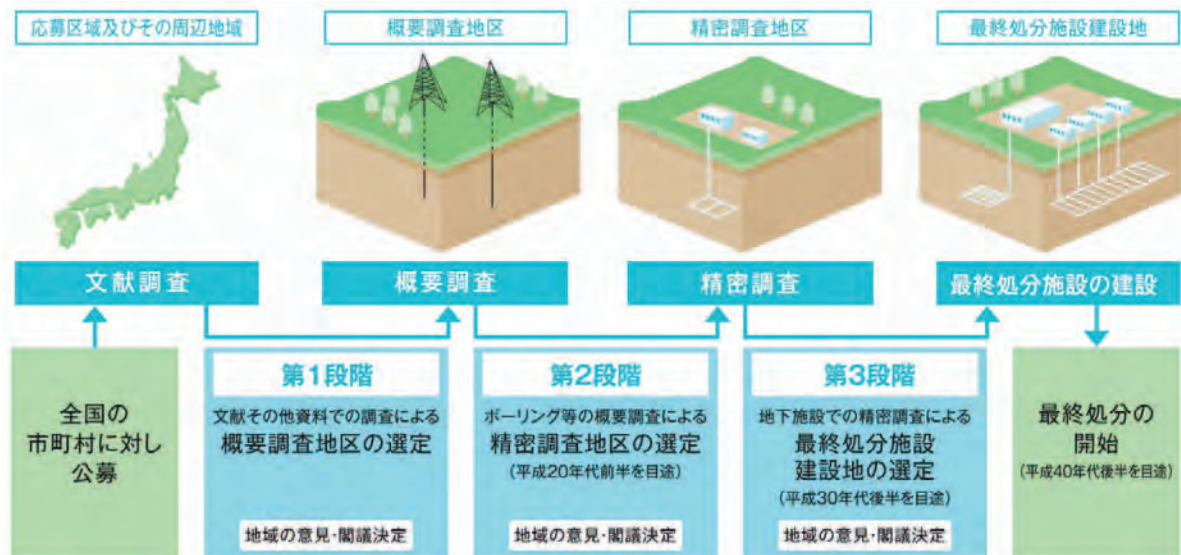 応募区域及びその周辺地域
概要調査地区
精密調査地区
最終処分施設建設地
文献調査
概要調査
精密調査
最終処分施設の建設
全国の
市町村に対し
公募
第1段階
文献その他資料での調査による
概要調査地区の選定
地域の意見・閣議決定
第2段階
ボーリング等の概要調査による
精密調査地区の選定
(平成20年代前半を目途)
地域の意見・閣議決定
第3段階
地下施設での精密調査による
最終処分施設
建設地の選定
(平成30年代後半を目途)
地域の意見・閣議決定
最終処分の
開始
(平成40年代後半を目途)